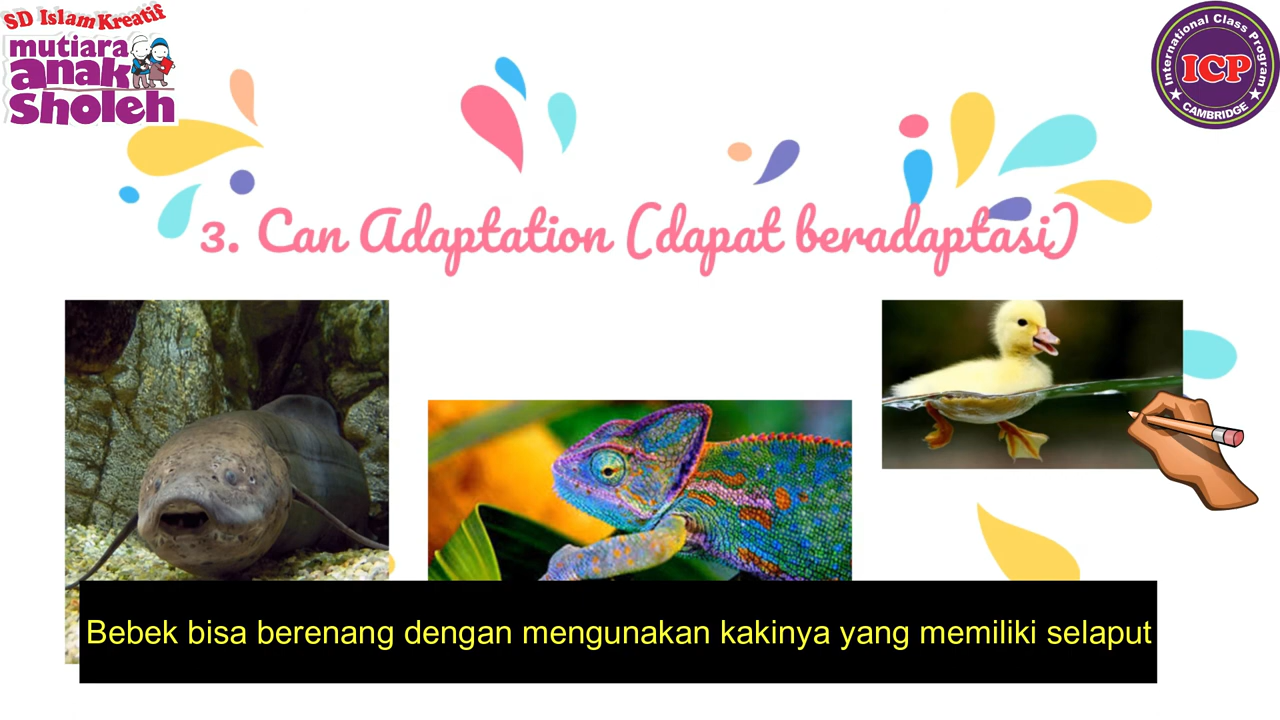 SD Islam Kreatif
mutiara
anak
Sholeh
International Class Program
ICP
CAMBRIDGE
3. Can Adaptation (dapat beradaptasi)
Bebek bisa berenang dengan mengunakan kakinya yang memiliki selaput